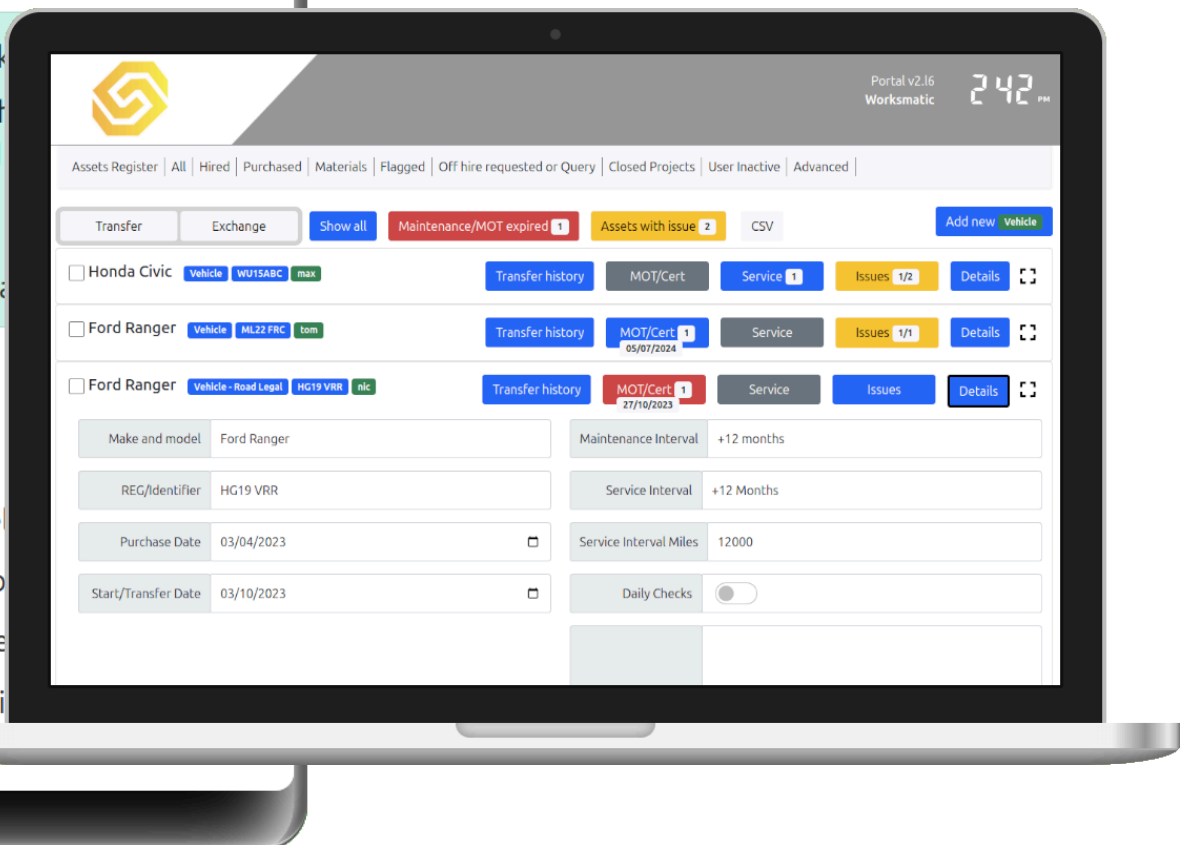 Portal v2.l6
Worksmatic
2 42 PM
Assets Register | All | Hired | Purchased | Materials | Flagged | Off hire requested or Query | Closed Projects | User Inactive | Advanced |
Transfer Exchange Show all Maintenance/MOT expired 1 Assets with issue 2 CSV Add new Vehicle
Honda Civic Vehicle WU15ABC max Transfer history MOT/Cert Service 1 Issues 1/2 Details
Ford Ranger Vehicle ML22 FRC tom Transfer history MOT/Cert 1 Service Issues 1/1 Details
05/07/2024
Ford Ranger Vehicle - Road Legal HG19 VRR nic Transfer history MOT/Cert 1 Service Issues Details
27/10/2023
Make and model Ford Ranger Maintenance Interval +12 months
REG/Identifier HG19 VRR Service Interval +12 Months
Purchase Date 03/04/2023 Service Interval Miles 12000
Start/Transfer Date 03/10/2023 Daily Checks